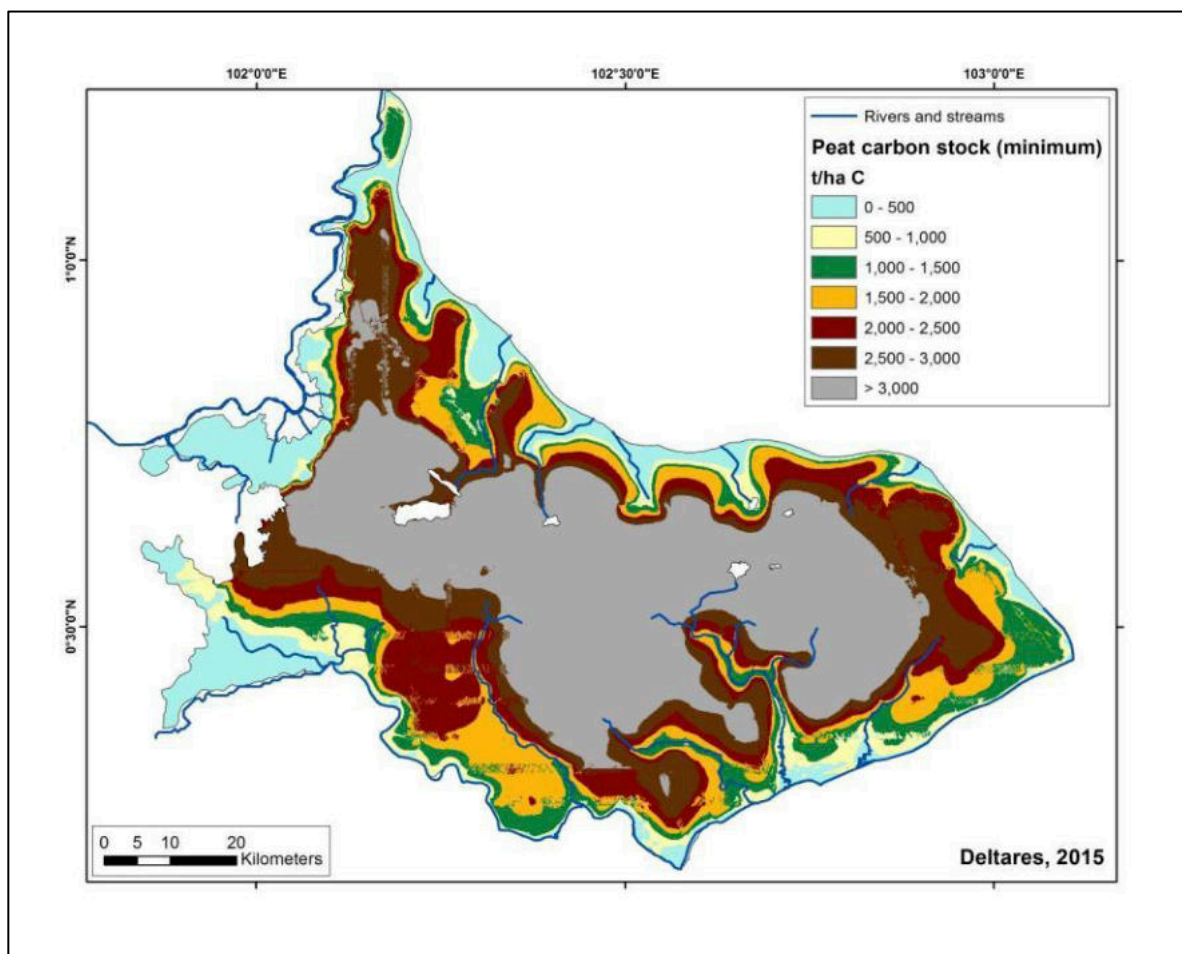 102°0'0"E
102°30'0"E
103°0'0"E
Rivers and streams
Peat carbon stock (minimum)
t/ha C
0 - 500
500 - 1,000
1,000 - 1,500
1,500 - 2,000
2,000 - 2,500
2,500 - 3,000
> 3,000
1°0'0"N
0°30'0"N
0 5 10 20
Kilometers
Deltares, 2015